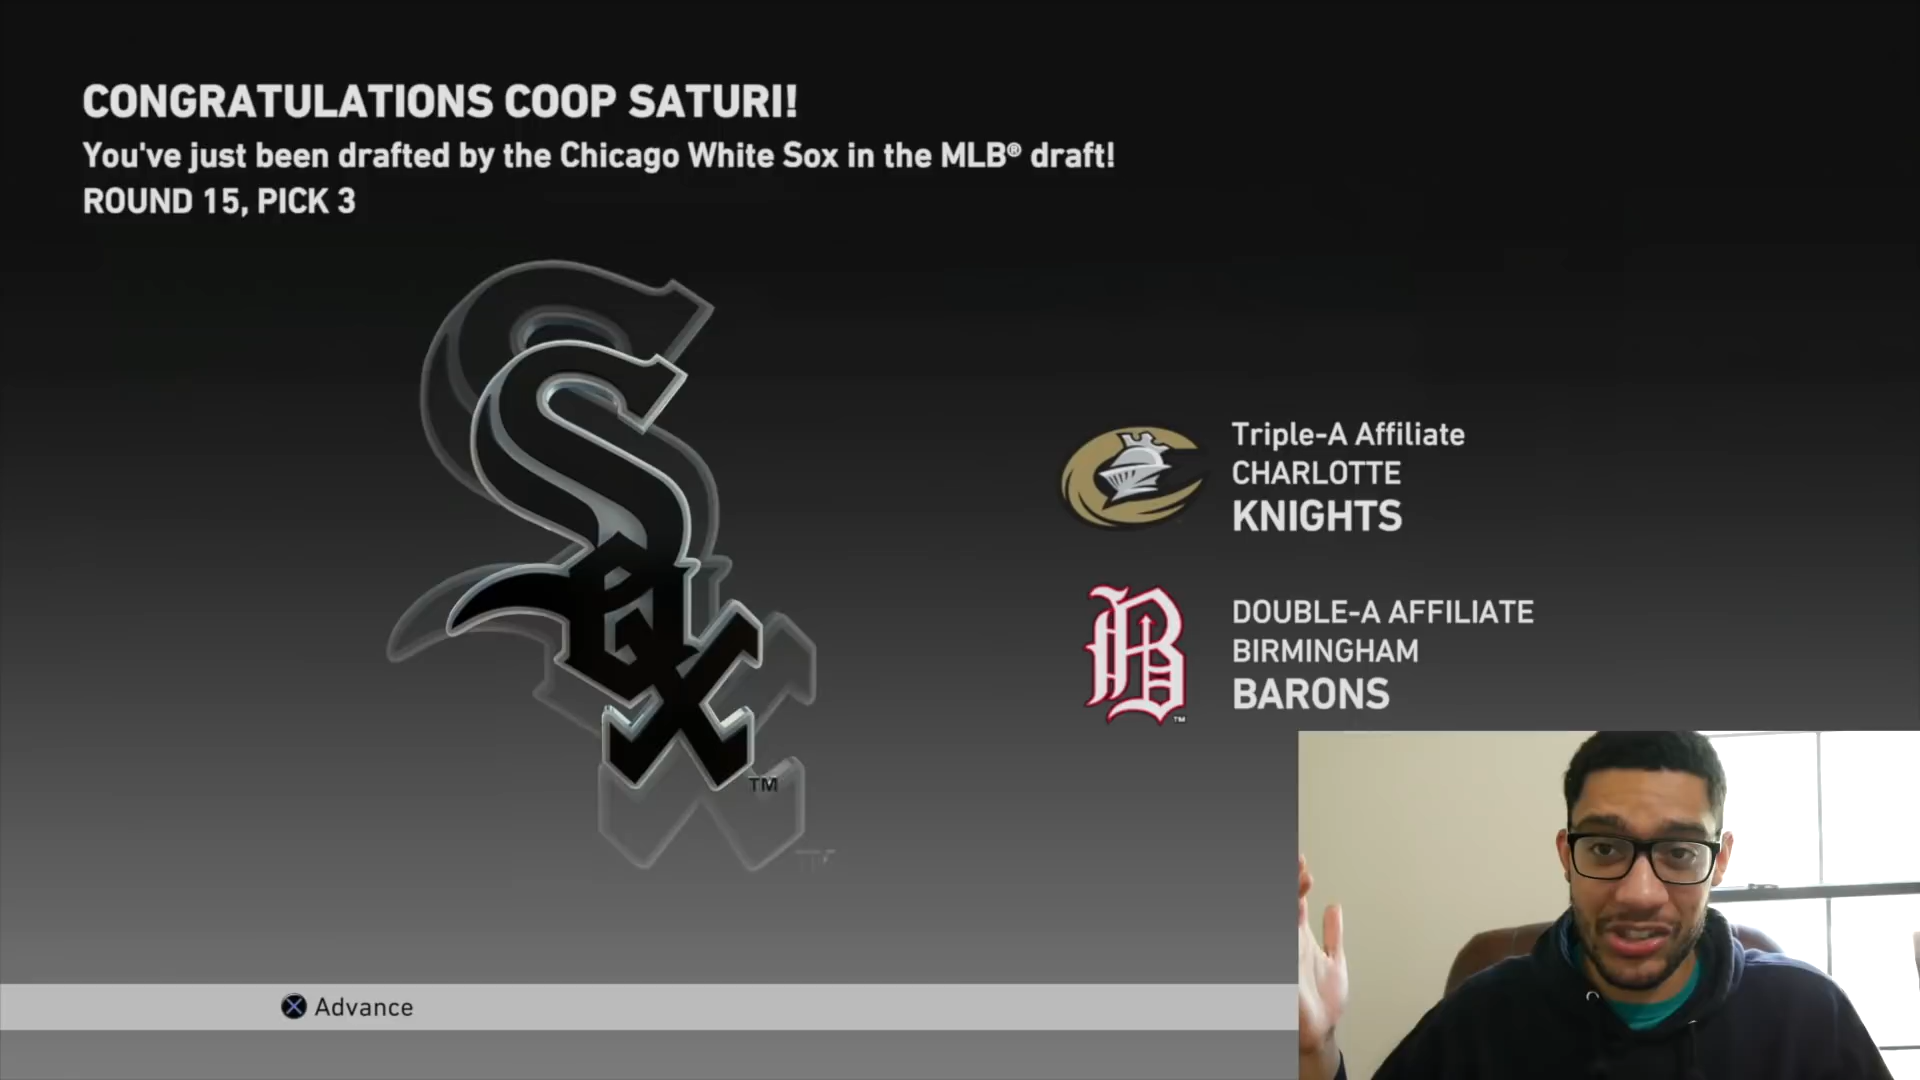 CONGRATULATIONS COOP SATURI!
You've just been drafted by the Chicago White Sox in the MLB® draft!
ROUND 15, PICK 3
Sox
TM
Triple-A Affiliate
CHARLOTTE
KNIGHTS
B
TM
DOUBLE-A AFFILIATE
BIRMINGHAM
BARONS
Advance